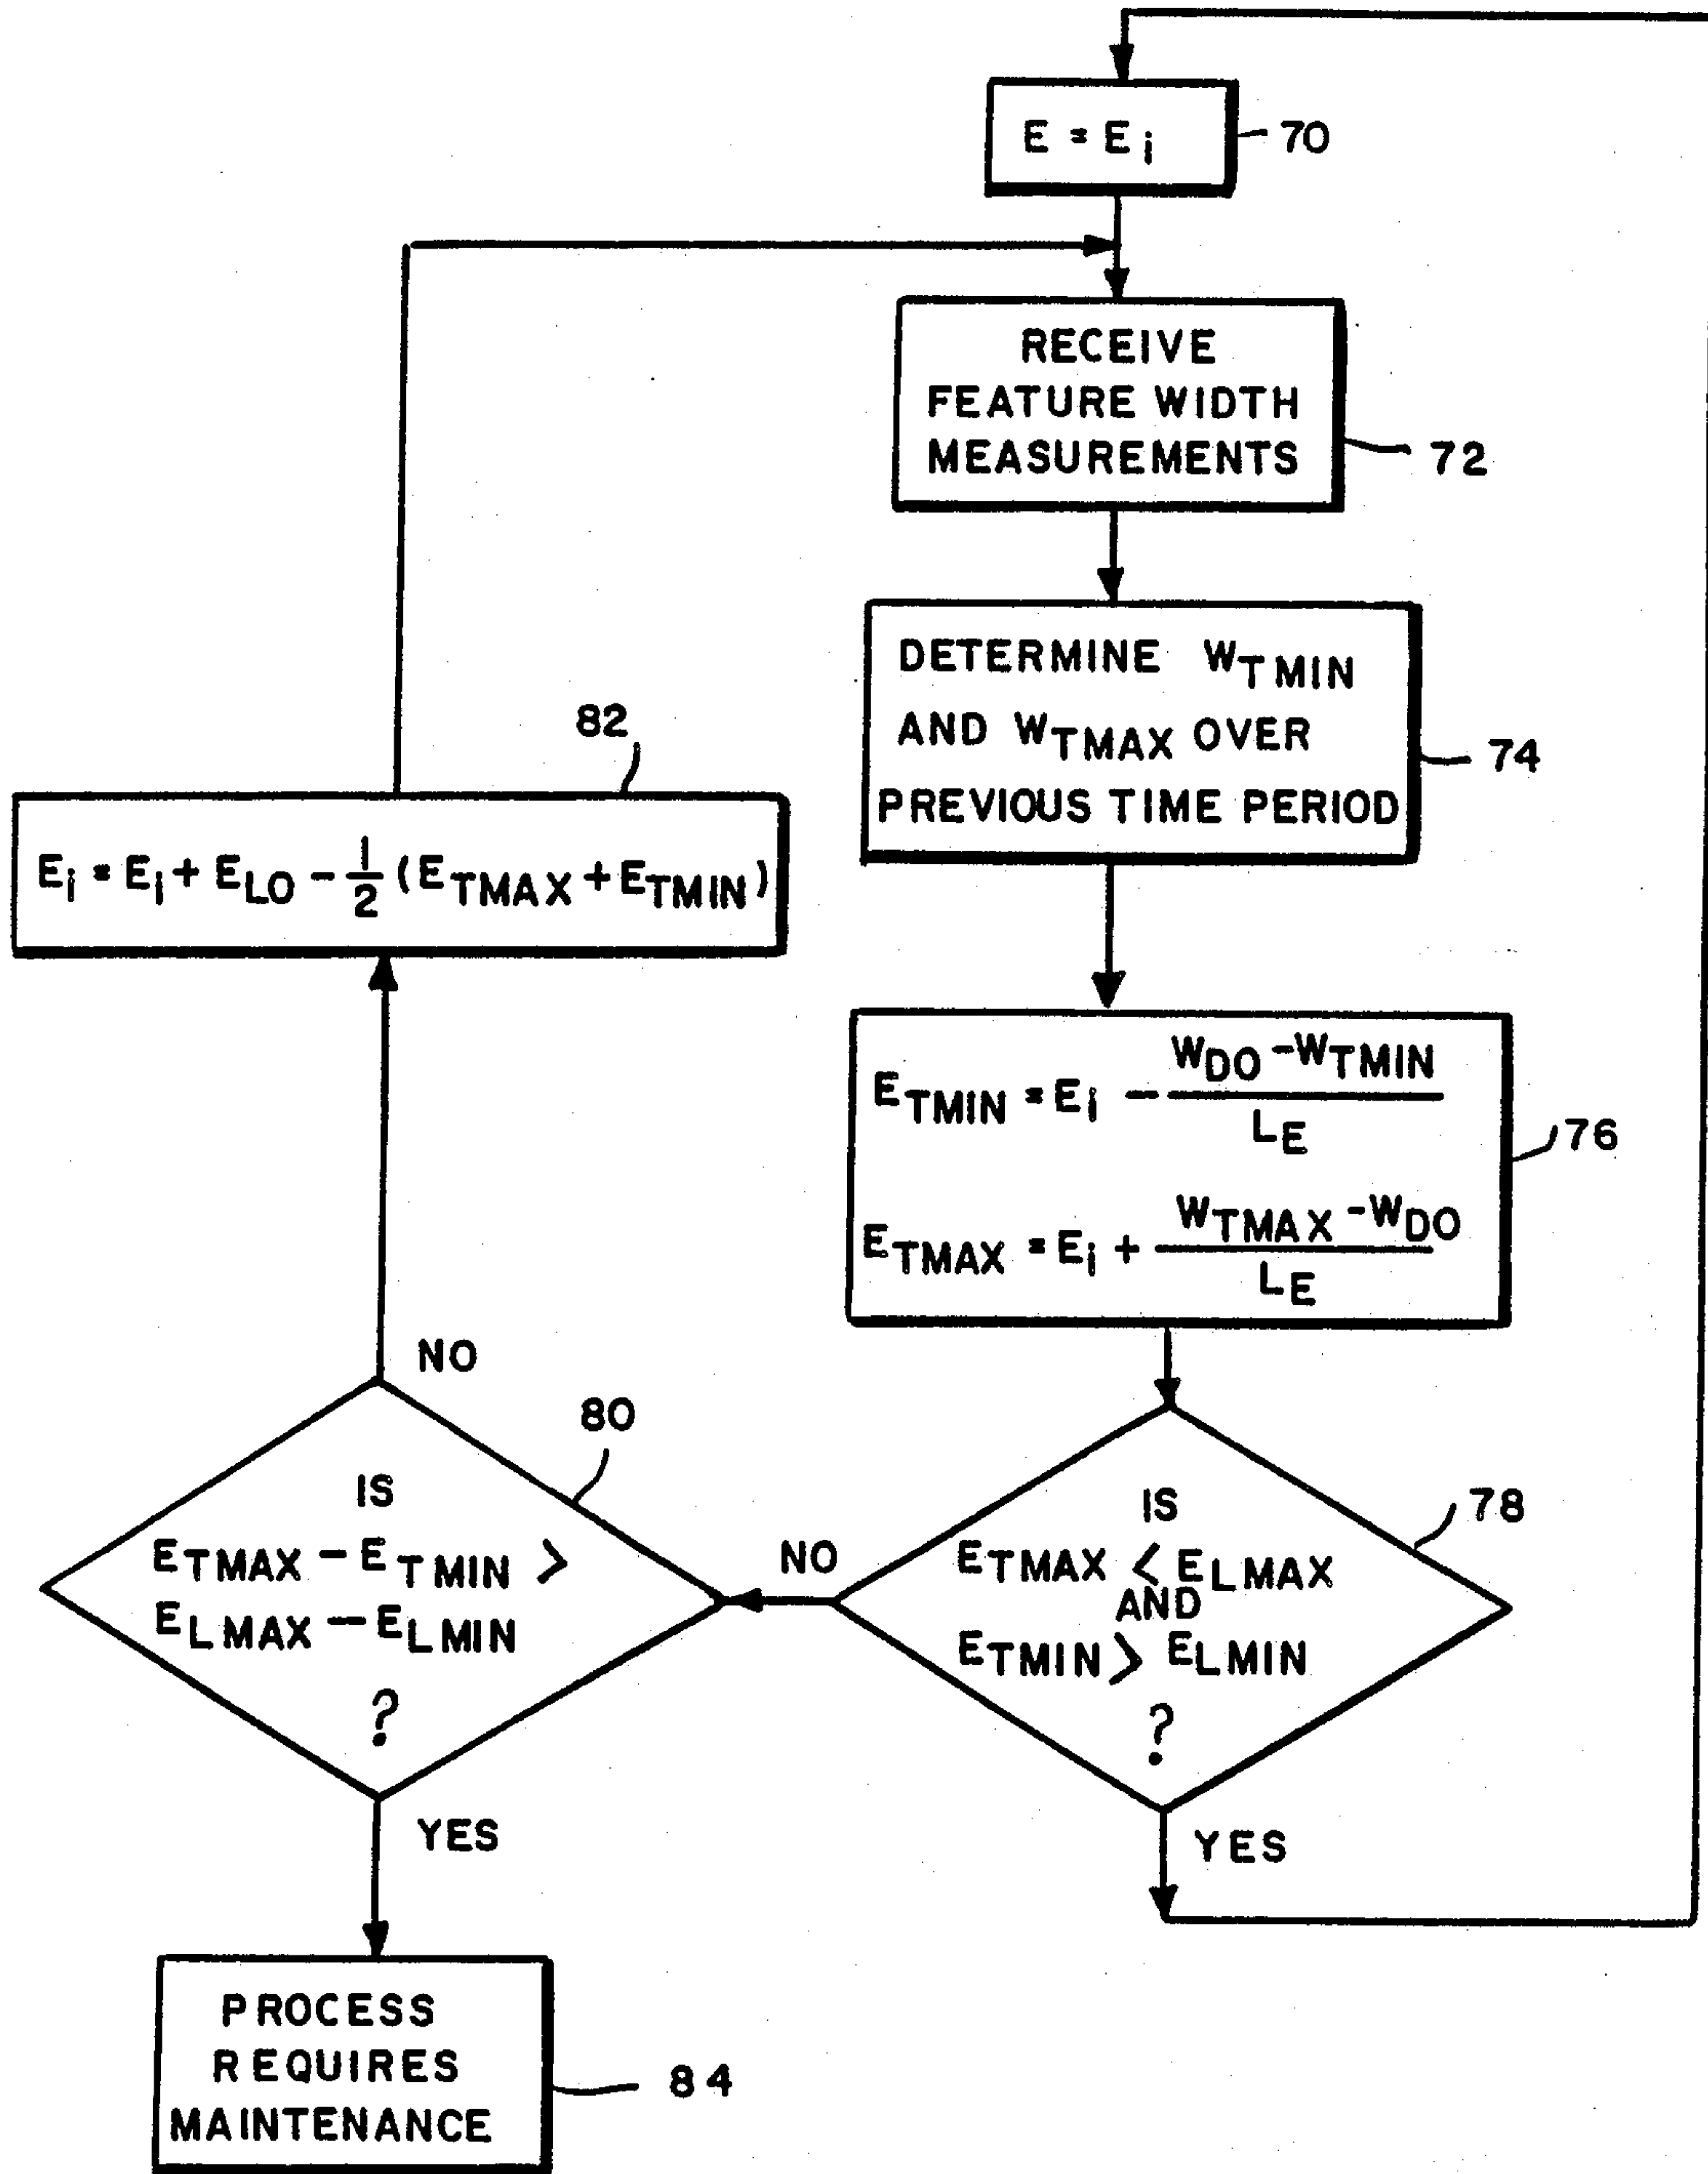 E = Ei
70
RECEIVE
FEATURE WIDTH
MEASUREMENTS
72
DETERMINE WTMIN
AND WTMAX OVER
PREVIOUS TIME PERIOD
74
82
Ei = Ei + ELO - 1/2 (ETMAX + ETMIN)
ETMIN = Ei - WDO - WTMIN / LE
ETMAX = Ei + WTMAX - WDO / LE
76
NO
80
IS
ETMAX - ETMIN >
ELMAX - ELMIN
?
NO
78
IS
ETMAX < ELMAX
AND
ETMIN > ELMIN
?
YES
YES
PROCESS
REQUIRES
MAINTENANCE
84